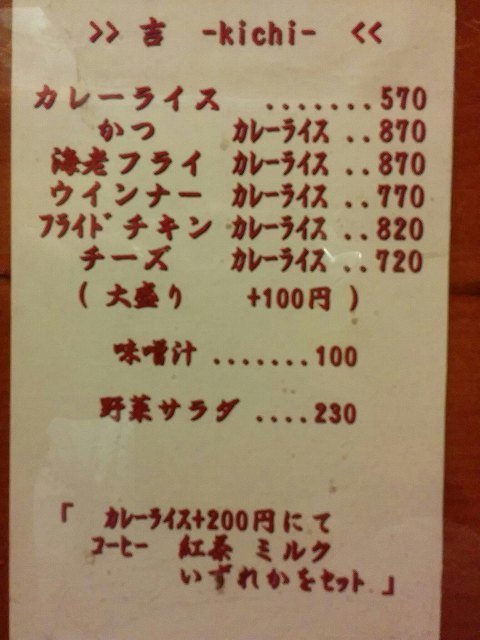 >> 吉 -kichi- <<
カレーライス .......570
かつ カレーライス ..870
海老フライ カレーライス ..870
ウインナー カレーライス ..770
フライドチキン カレーライス ..820
チーズ カレーライス ..720
( 大盛り +100円 )
味噌汁 .......100
野菜サラダ ....230
「 カレーライス+200円にて
コーヒー 紅茶 ミルク
いずれかをセット 」